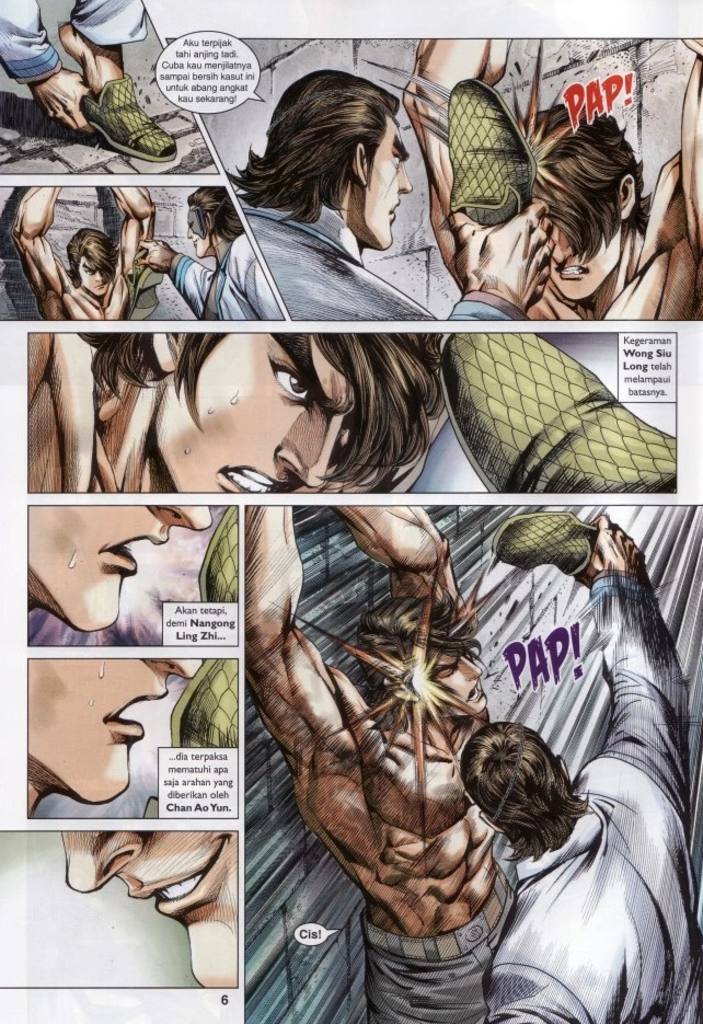 Aku terpijak
tahi anjing tadi.
Cuba kau menjilatnya
sampai bersih kasut ini
untuk abang angkat
kau sekarang!
PAP!
Kegeraman
Wong Siu
Long telah
melampaui
batasnya.
Akan tetapi,
demi Nangong
Ling Zhi...
...dia terpaksa
mematuhi apa
saja arahan yang
diberikan oleh
Chan Ao Yun.
PAP!
Cis!
6